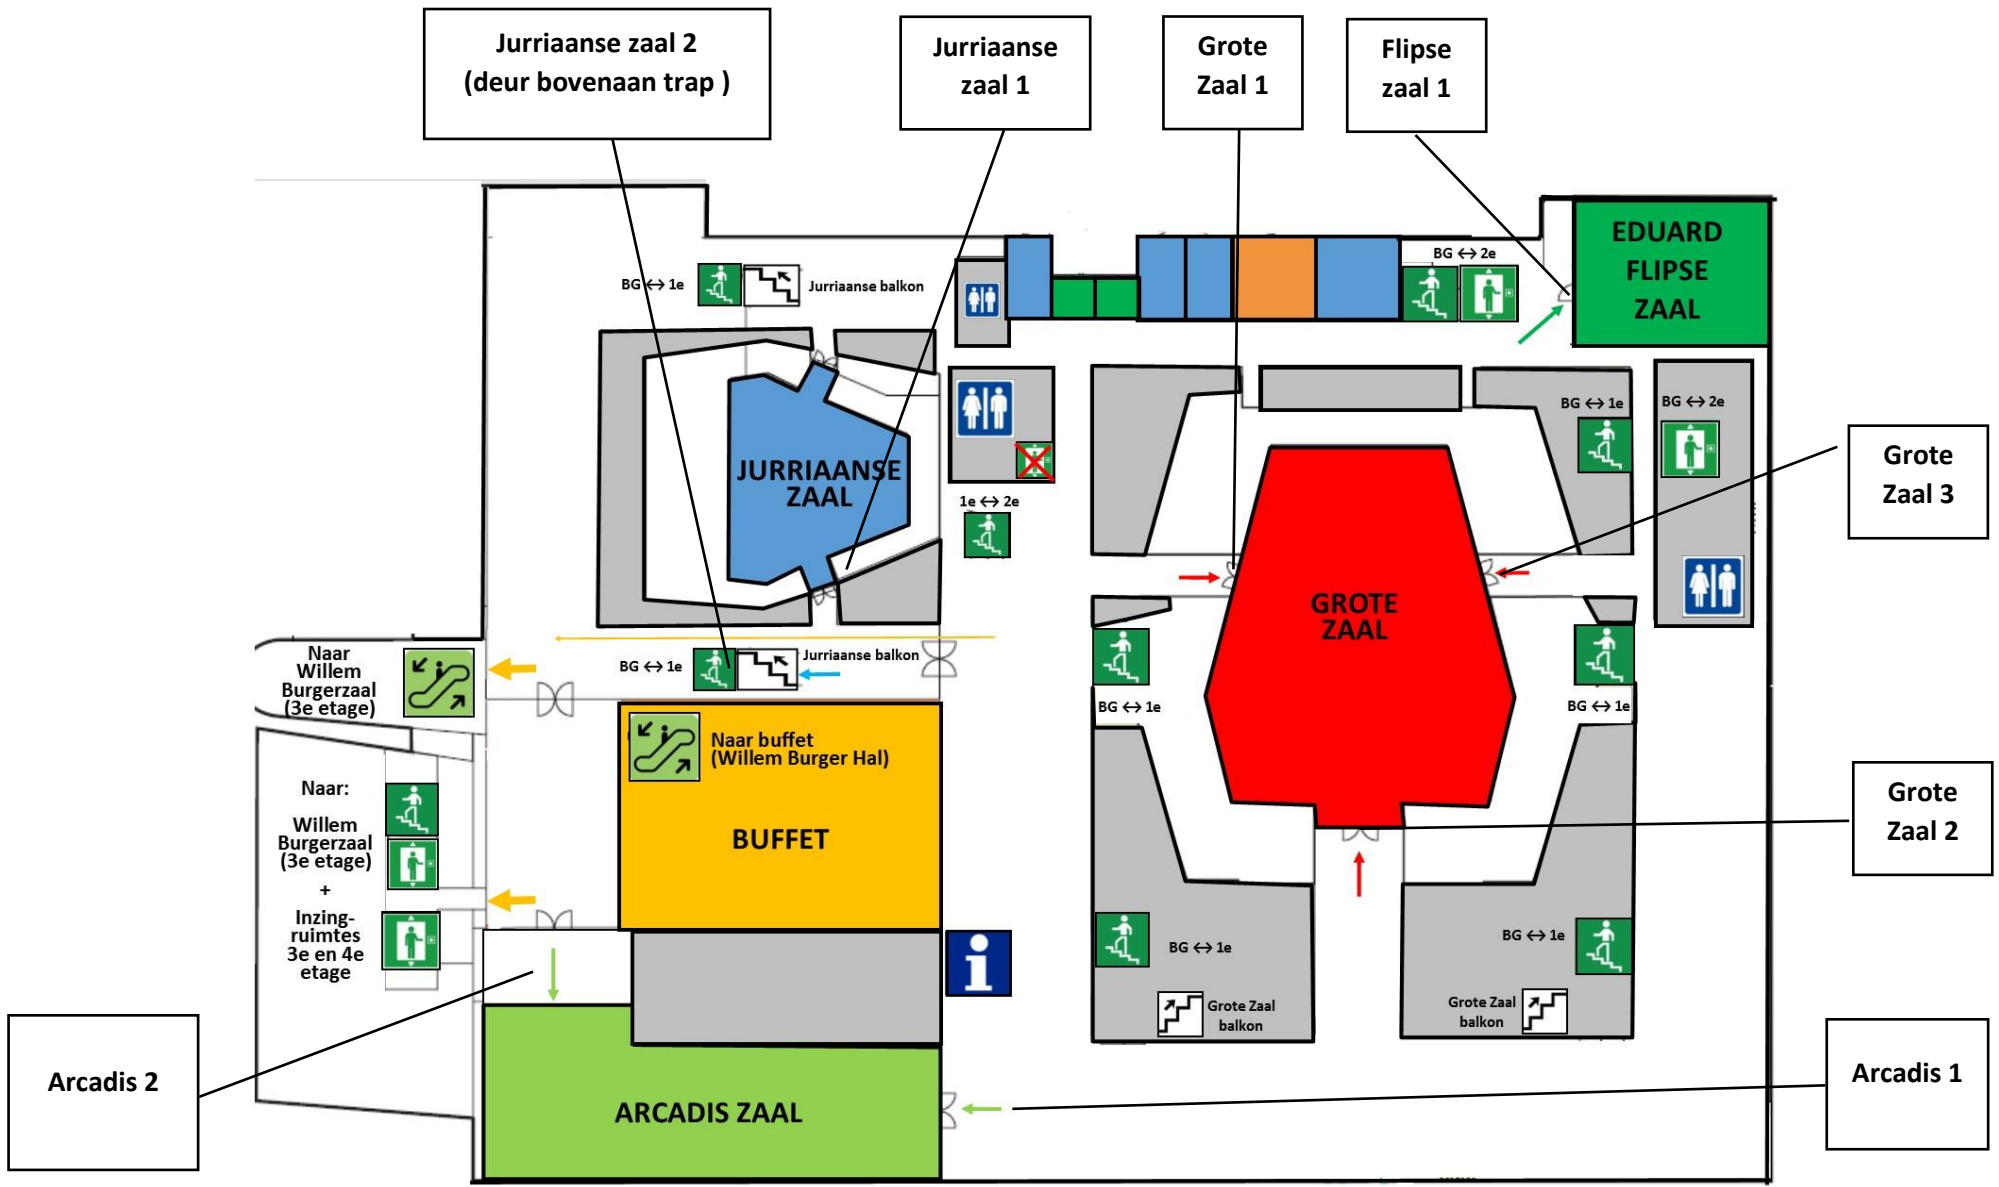 Jurriaanse zaal 2
(deur bovenaan trap )
Jurriaanse
zaal 1
Grote
Zaal 1
Flipse
zaal 1
EDUARD
FLIPSE
ZAAL
BG ↔ 2e
BG ↔ 1e
Jurriaanse balkon
BG ↔ 1e
BG ↔ 2e
JURRIAANSE
ZAAL
1e ↔ 2e
Grote
Zaal 3
GROTE
ZAAL
Naar
Willem
Burgerzaal
(3e etage)
BG ↔ 1e
Jurriaanse balkon
BG ↔ 1e
BG ↔ 1e
Naar buffet
(Willem Burger Hal)
BUFFET
Naar:
Willem
Burgerzaal
(3e etage)
+
Inzing-
ruimtes
3e en 4e
etage
Grote
Zaal 2
BG ↔ 1e
BG ↔ 1e
i
Grote Zaal
balkon
Grote Zaal
balkon
Arcadis 2
ARCADIS ZAAL
Arcadis 1